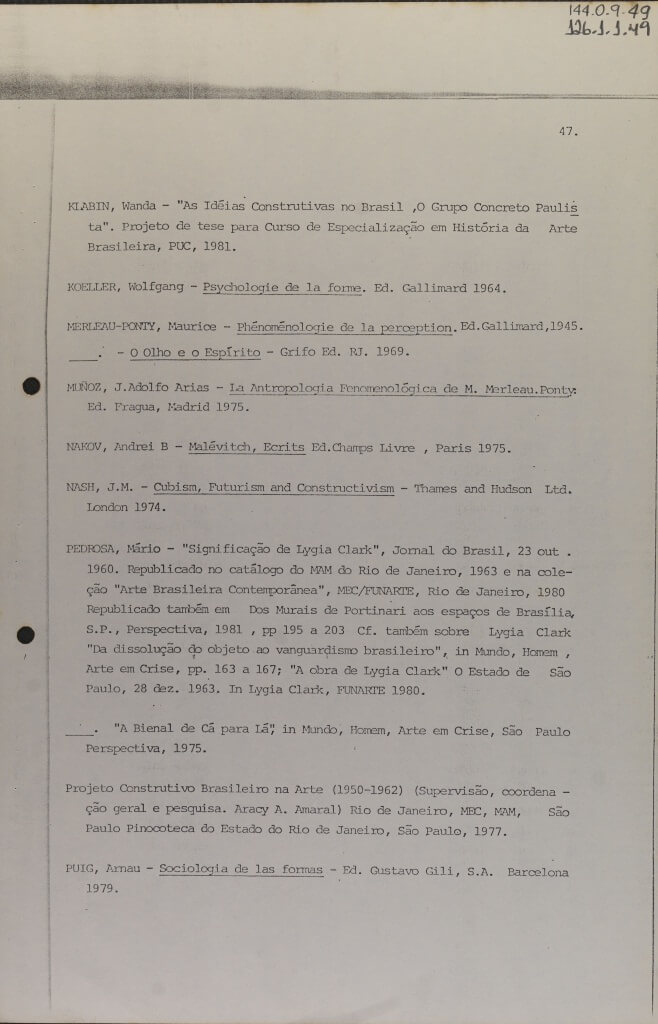 144.0.9.49
126.1.1.49
47.
KLABIN, Wanda - "As Idéias Construtivas no Brasil ,O Grupo Concreto Paulis
ta". Projeto de tese para Curso de Especialização em História da Arte
Brasileira, PUC, 1981.
KOELLER, Wolfgang - Psychologie de la forme. Ed. Gallimard 1964.
MERLEAU-PONTY, Maurice - Phénoménologie de la perception. Ed.Gallimard,1945.
____. - O Olho e o Espírito - Grifo Ed. RJ. 1969.
MUÑOZ, J.Adolfo Arias - La Antropologia Fenomenológica de M. Merleau.Ponty:
Ed. Fragua, Madrid 1975.
NAKOV, Andrei B - Malévitch, Ecrits Ed.Champs Livre , Paris 1975.
NASH, J.M. - Cubism, Futurism and Constructivism - Thames and Hudson Ltd.
London 1974.
PEDROSA, Mário - "Significação de Lygia Clark", Jornal do Brasil, 23 out .
1960. Republicado no catálogo do MAM do Rio de Janeiro, 1963 e na cole-
ção "Arte Brasileira Contemporânea", MEC/FUNARTE, Rio de Janeiro, 1980
Republicado também em Dos Murais de Portinari aos espaços de Brasília,
S.P., Perspectiva, 1981 , pp 195 a 203 Cf. também sobre Lygia Clark
"Da dissolução do objeto ao vanguardismo brasileiro", in Mundo, Homem ,
Arte em Crise, pp. 163 a 167; "A obra de Lygia Clark" O Estado de São
Paulo, 28 dez. 1963. In Lygia Clark, FUNARTE 1980.
____. "A Bienal de Cá para Lá", in Mundo, Homem, Arte em Crise, São Paulo
Perspectiva, 1975.
Projeto Construtivo Brasileiro na Arte (1950-1962) (Supervisão, coordena -
ção geral e pesquisa. Aracy A. Amaral) Rio de Janeiro, MEC, MAM, São
Paulo Pinocoteca do Estado do Rio de Janeiro, São Paulo, 1977.
PUIG, Arnau - Sociologia de las formas - Ed. Gustavo Gili, S.A. Barcelona
1979.